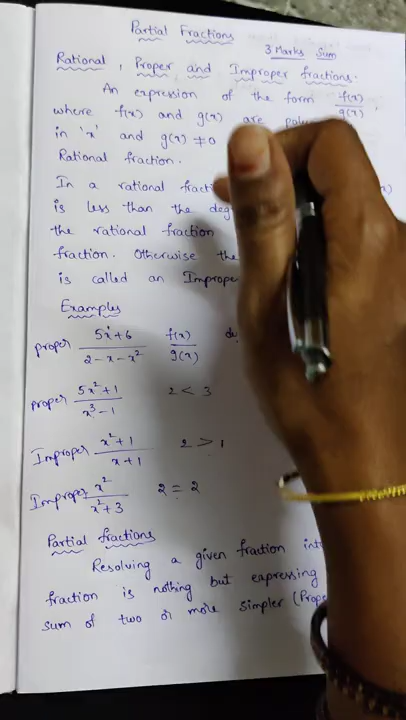 Partial Fractions
3 Marks Sum
Rational, Proper and Improper fractions.
An expression of the form f(x)/g(x),
where f(x) and g(x) are
in 'x' and g(x) ≠ 0
Rational fraction.
In a rational x)
is less than the
the rational fraction
fraction. Otherwise the
is called an
Examples
proper 5x+6 / 2-x-x² f(x)/g(x)
proper 5x²+1 / x³-1 2 < 3
Improper x²+1 / x+1 2 > 1
Improper x² / x²+3 2 = 2
Partial fractions
Resolving a given fraction
fraction is nothing but expressing
sum of two or more simpler